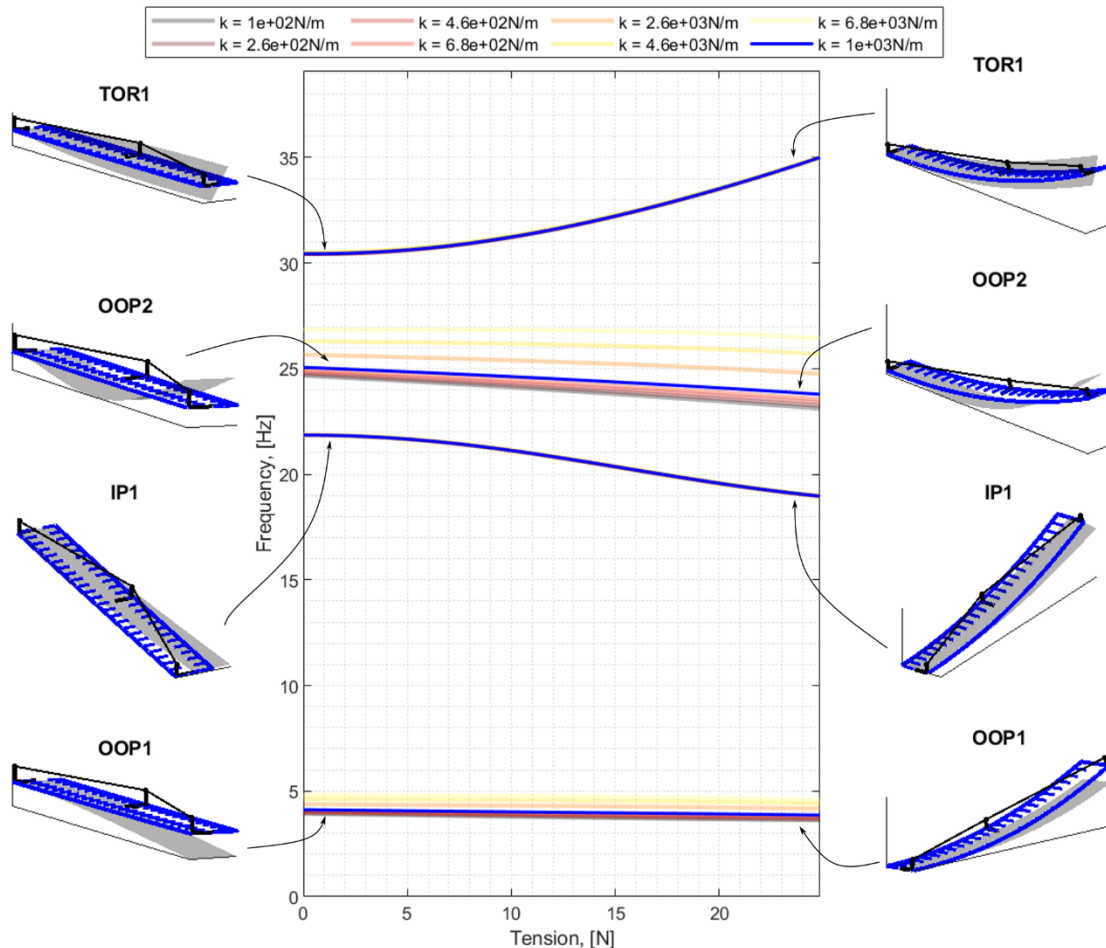 k = 1e+02N/m k = 4.6e+02N/m k = 2.6e+03N/m k = 6.8e+03N/m
k = 2.6e+02N/m k = 6.8e+02N/m k = 4.6e+03N/m k = 1e+03N/m
TOR1
TOR1
OOP2
OOP2
IP1
IP1
OOP1
OOP1
Frequency, [Hz]
35
30
25
20
15
10
5
0
0 5 10 15 20
Tension, [N]